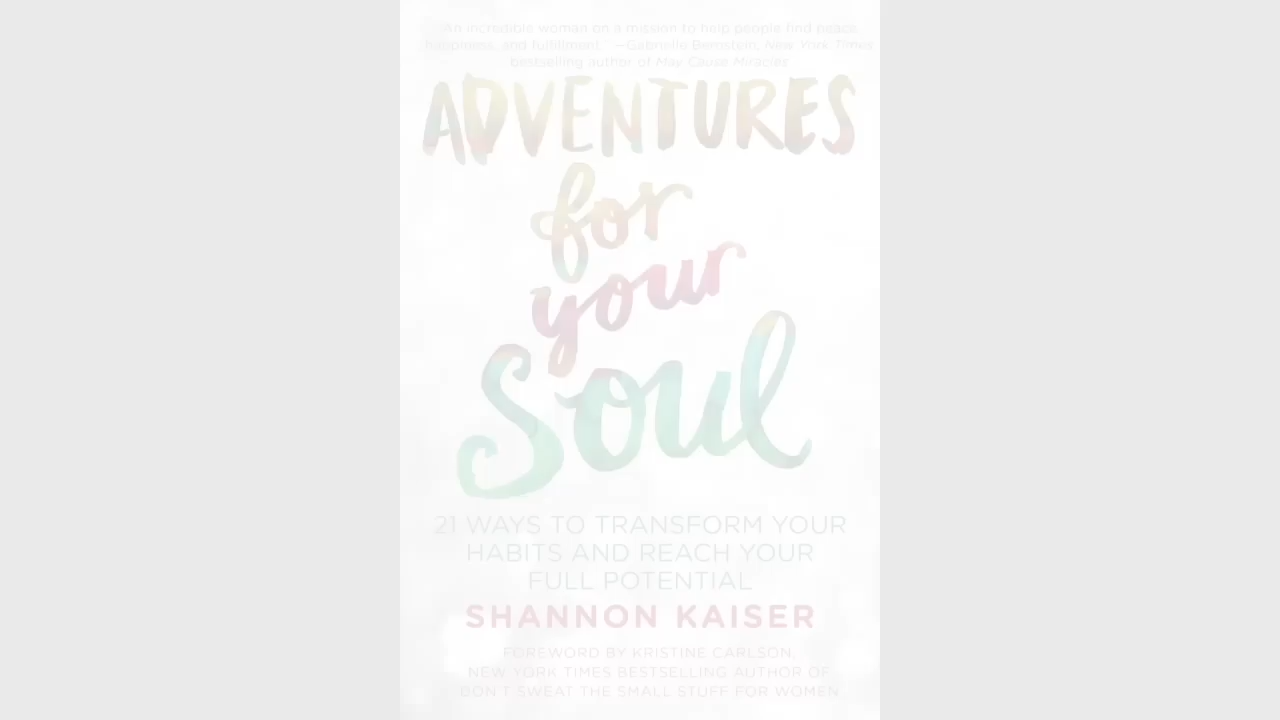 "An incredible woman on a mission to help people find peace,
happiness, and fulfillment." —Gabrielle Bernstein, New York Times
bestselling author of May Cause Miracles
ADVENTURES
for
your
Soul
21 WAYS TO TRANSFORM YOUR
HABITS AND REACH YOUR
FULL POTENTIAL
SHANNON KAISER
FOREWORD BY KRISTINE CARLSON,
NEW YORK TIMES BESTSELLING AUTHOR OF
DON'T SWEAT THE SMALL STUFF FOR WOMEN